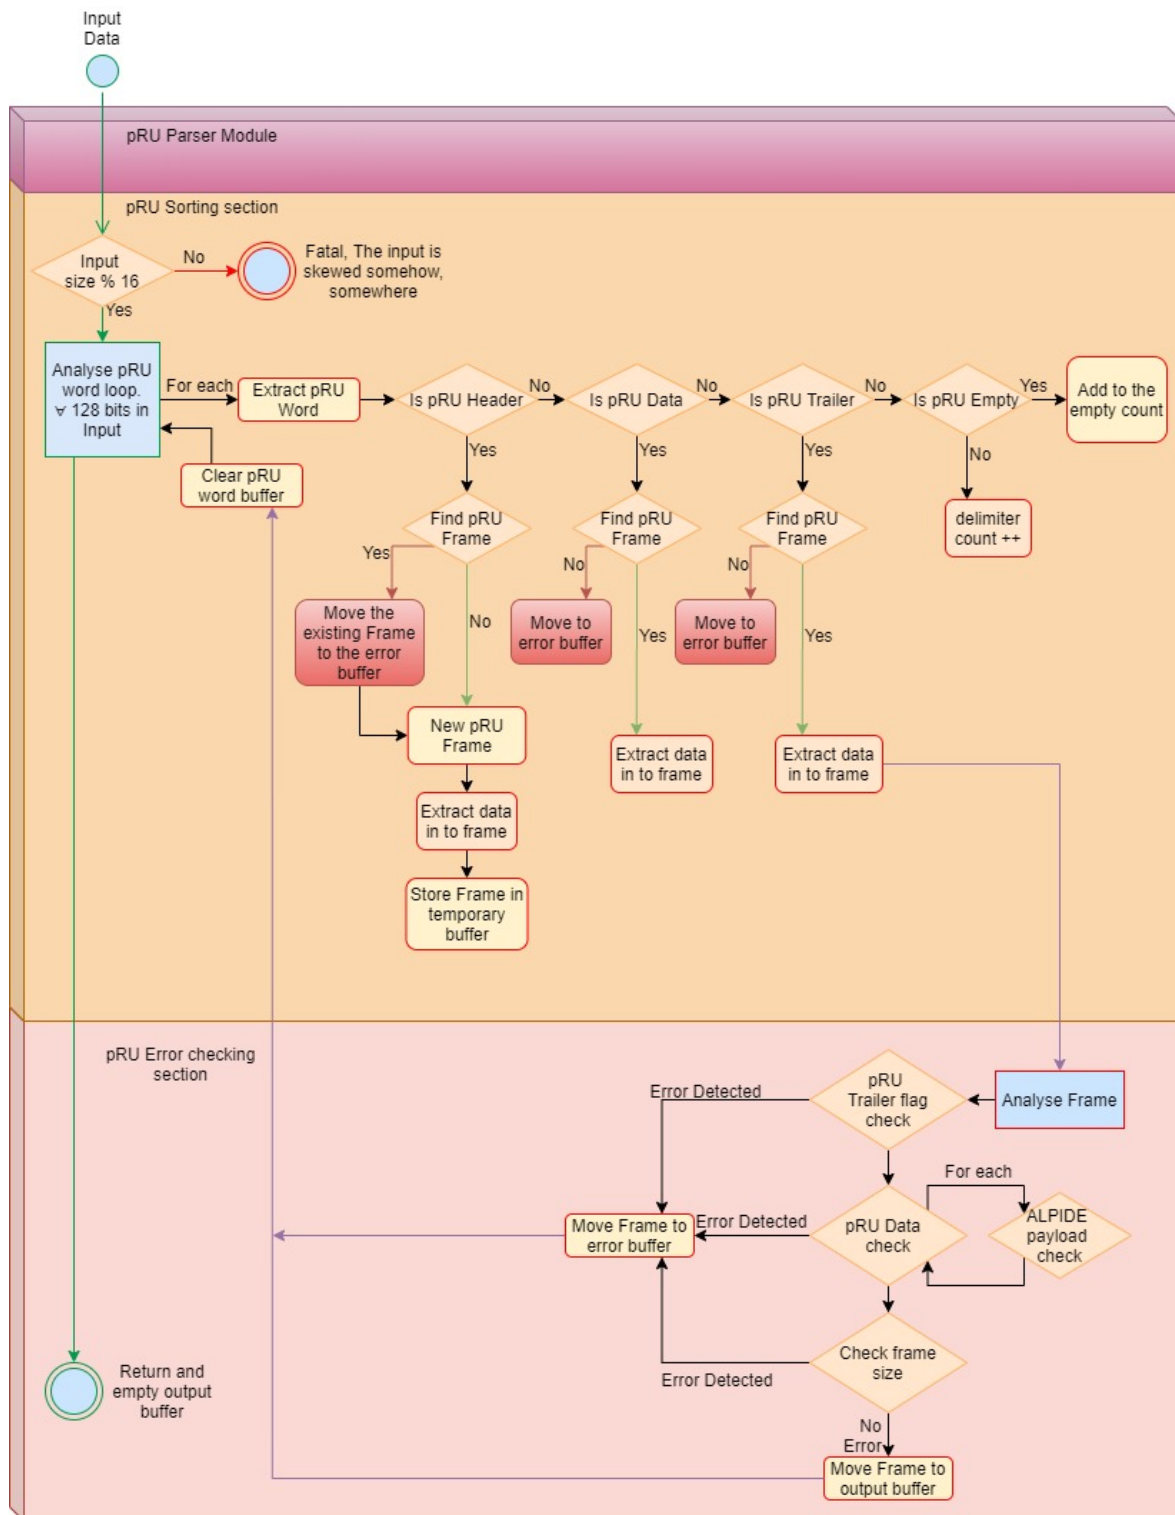 Input
Data
pRU Parser Module
pRU Sorting section
Input
size % 16
No
Fatal, The input is
skewed somehow,
somewhere
Yes
Analyse pRU
word loop.
∀ 128 bits in
Input
For each
Extract pRU
Word
Is pRU Header
No
Is pRU Data
No
Is pRU Trailer
No
Is pRU Empty
Yes
Add to the
empty count
Clear pRU
word buffer
Yes
Yes
Yes
No
Find pRU
Frame
Find pRU
Frame
Find pRU
Frame
delimiter
count ++
Yes
No
No
Move the
existing Frame
to the error
buffer
No
Move to
error buffer
Yes
Move to
error buffer
Yes
New pRU
Frame
Extract data
in to frame
Extract data
in to frame
Extract data
in to frame
Store Frame in
temporary
buffer
pRU Error checking
section
Error Detected
pRU
Trailer flag
check
Analyse Frame
For each
Move Frame to
error buffer
Error Detected
pRU Data
check
ALPIDE
payload
check
Check frame
size
Error Detected
Return and
empty output
buffer
No
Error
Move Frame to
output buffer